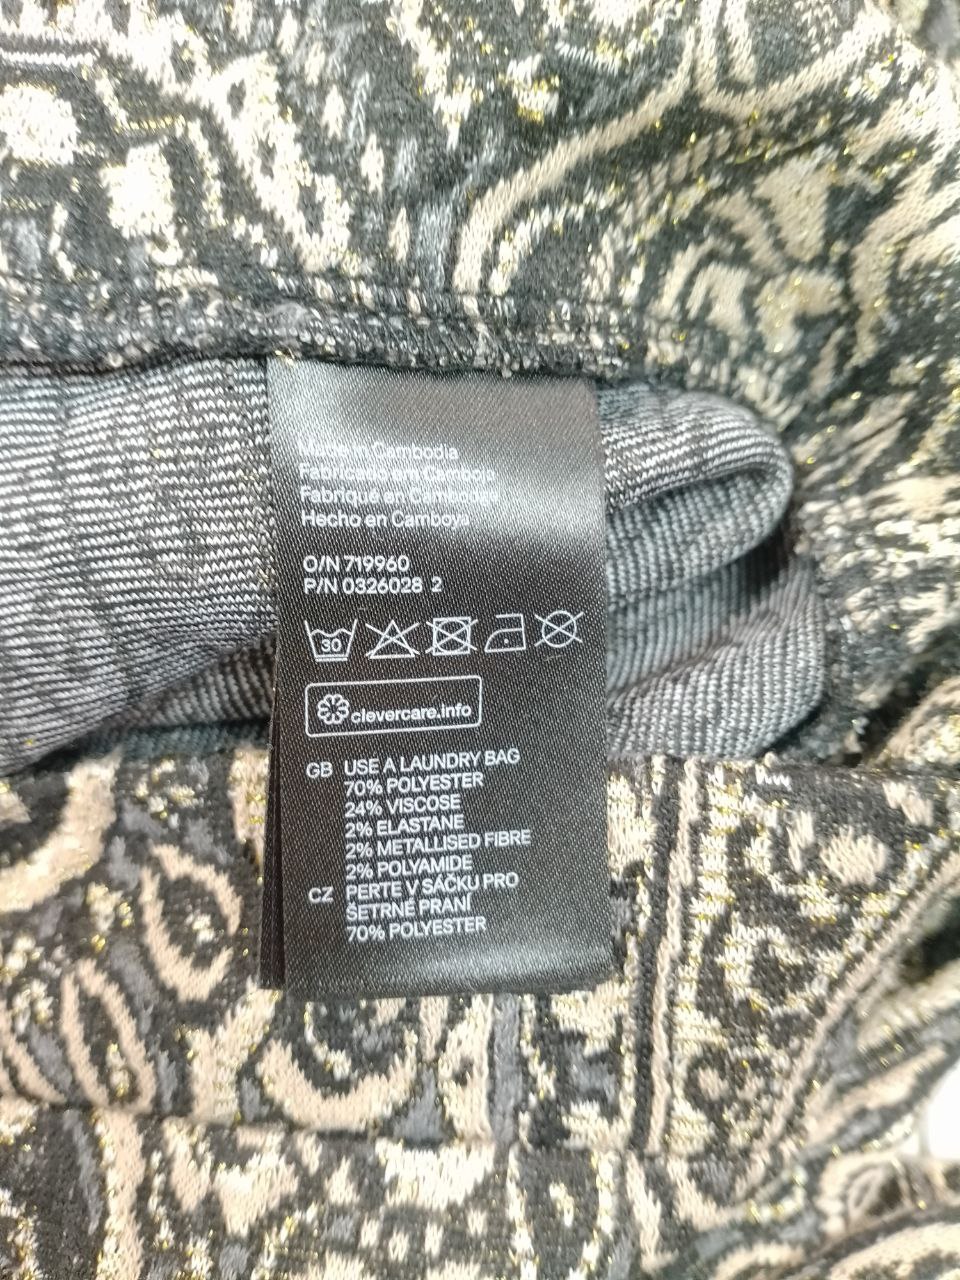 Made in Cambodia
Fabricado em Camboja
Fabriqué en Cambodge
Hecho en Camboya
O/N 719960
P/N 0326028 2
30
clevercare.info
GB USE A LAUNDRY BAG
70% POLYESTER
24% VISCOSE
2% ELASTANE
2% METALLISED FIBRE
2% POLYAMIDE
CZ PERTE V SÁČKU PRO
ŠETRNÉ PRANÍ
70% POLYESTER